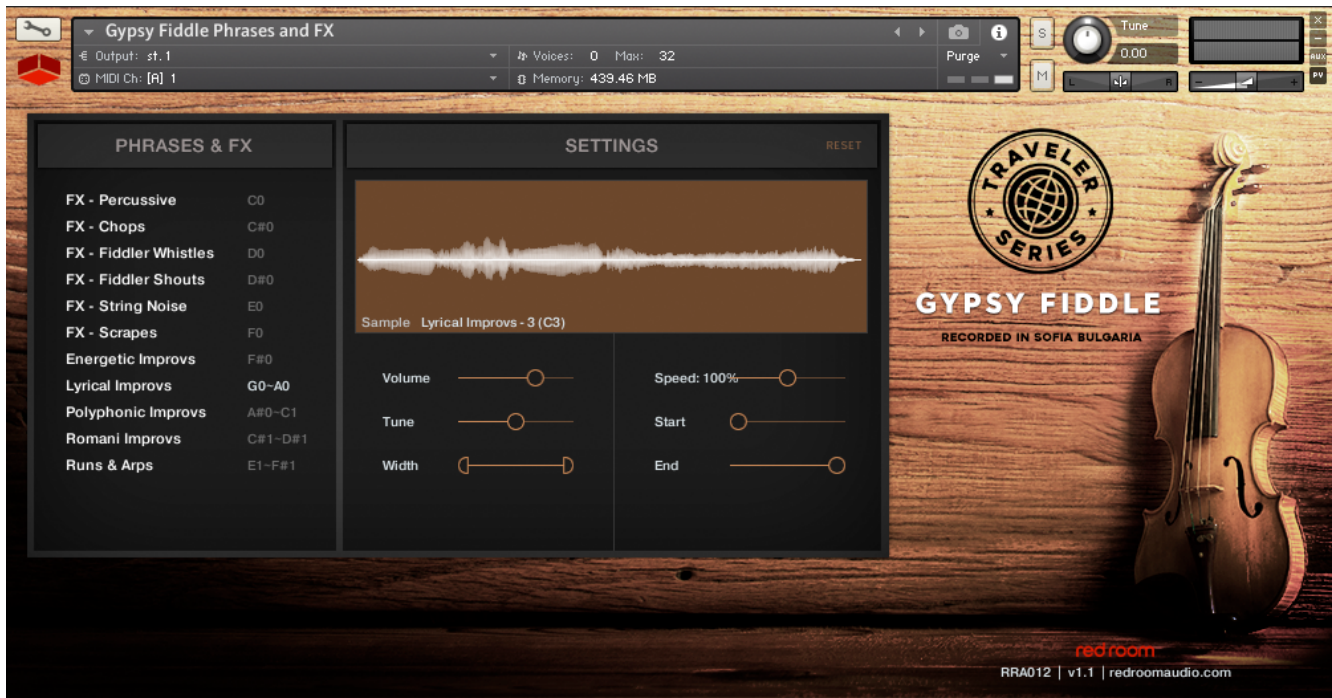 Gypsy Fiddle Phrases and FX
Output: st.1
Voices: 0 Max: 32
Purge
MIDI Ch: [A] 1
Memory: 439.46 MB
S
M
Tune
0.00
L R
- +
×
-
AUX
PV
PHRASES & FX
FX - Percussive C0
FX - Chops C#0
FX - Fiddler Whistles D0
FX - Fiddler Shouts D#0
FX - String Noise E0
FX - Scrapes F0
Energetic Improvs F#0
Lyrical Improvs G0~A0
Polyphonic Improvs A#0~C1
Romani Improvs C#1~D#1
Runs & Arps E1~F#1
SETTINGS
RESET
Sample Lyrical Improvs - 3 (C3)
Volume
Tune
Width
Speed: 100%
Start
End
TRAVELER
SERIES
GYPSY FIDDLE
RECORDED IN SOFIA BULGARIA
red room
RRA012 | v1.1 | redroomaudio.com